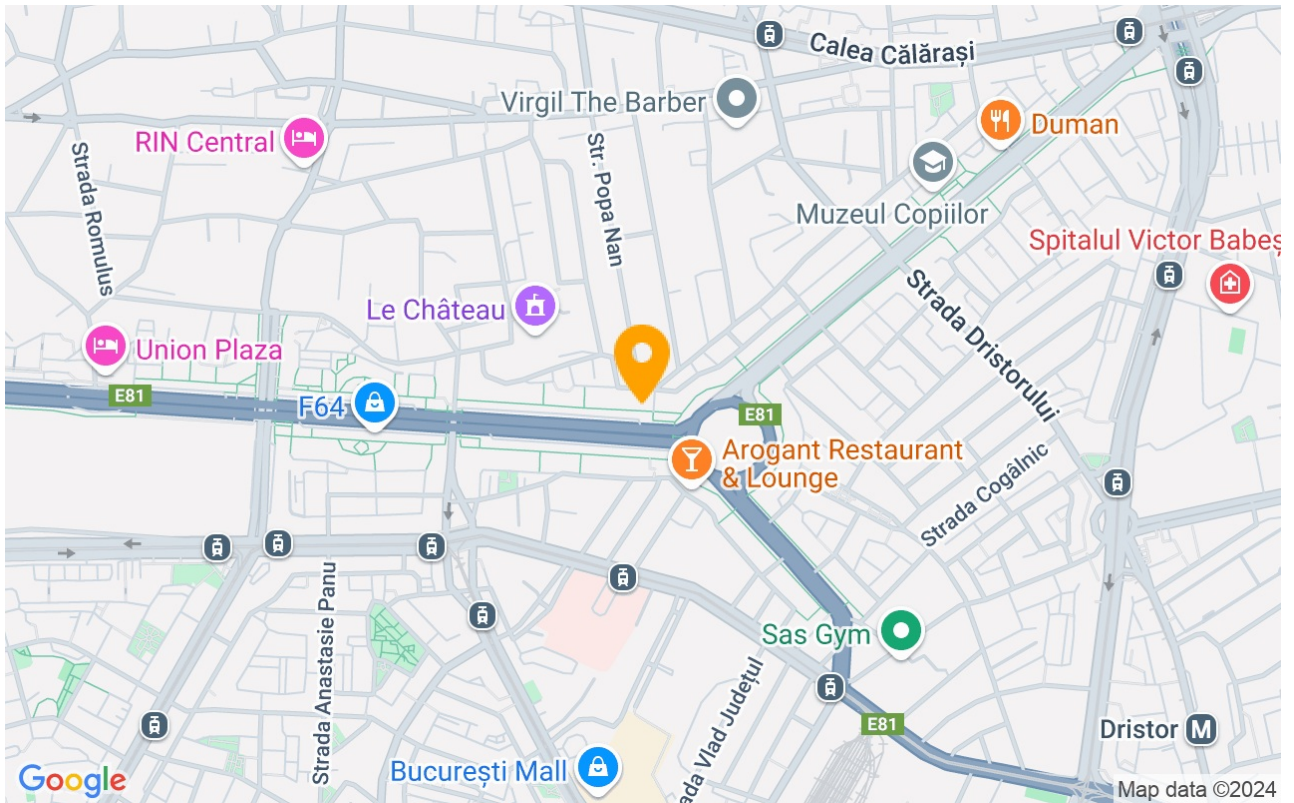 Calea Călărași
Virgil The Barber
Duman
RIN Central
Strada Romulus
Str. Popa Nan
Muzeul Copiilor
Spitalul Victor Babeș
Le Château
Strada Dristorului
Union Plaza
E81
F64
E81
Arogant Restaurant
& Lounge
Strada Cogâlnic
Strada Anastasie Panu
Sas Gym
ada Vlad Județul
E81
Dristor M
București Mall
Google
Map data ©2024